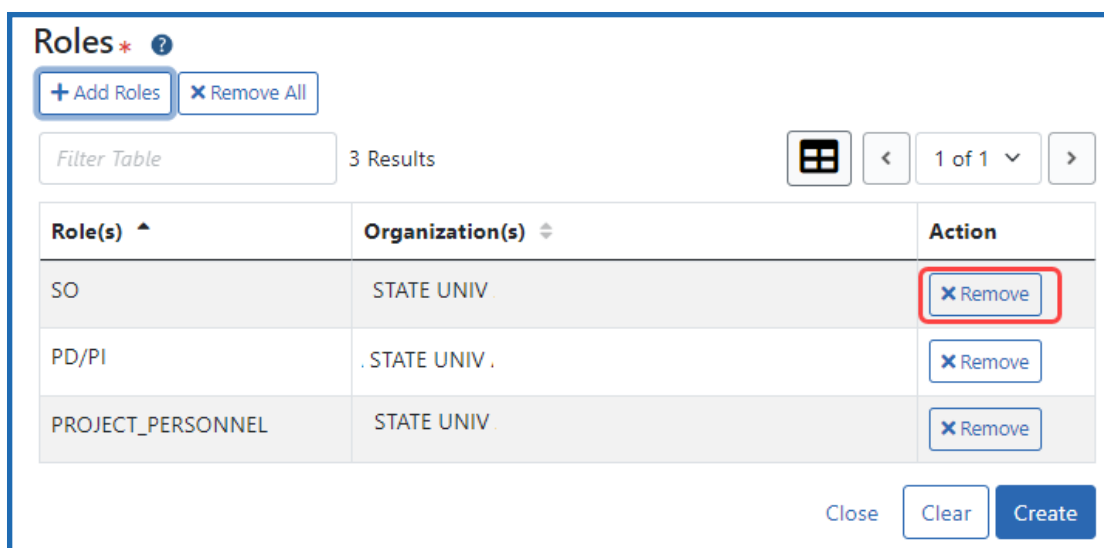 Roles *
+ Add Roles × Remove All
Filter Table 3 Results 1 of 1
Role(s) Organization(s) Action
SO STATE UNIV × Remove
PD/PI STATE UNIV × Remove
PROJECT_PERSONNEL STATE UNIV × Remove
Close Clear Create